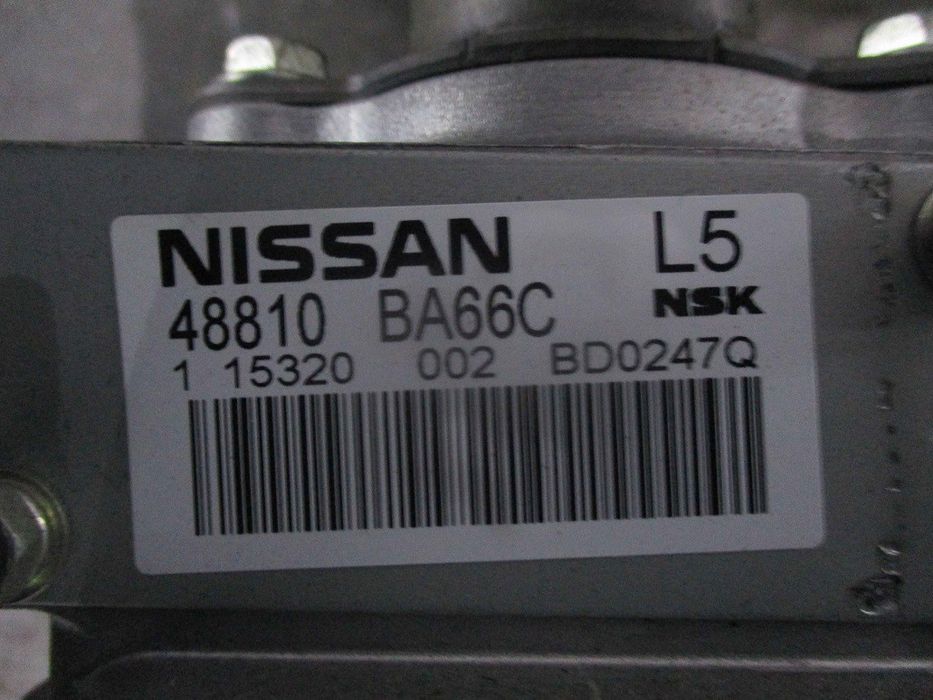 NISSAN L5
48810 BA66C NSK
1 15320 002 BD0247Q